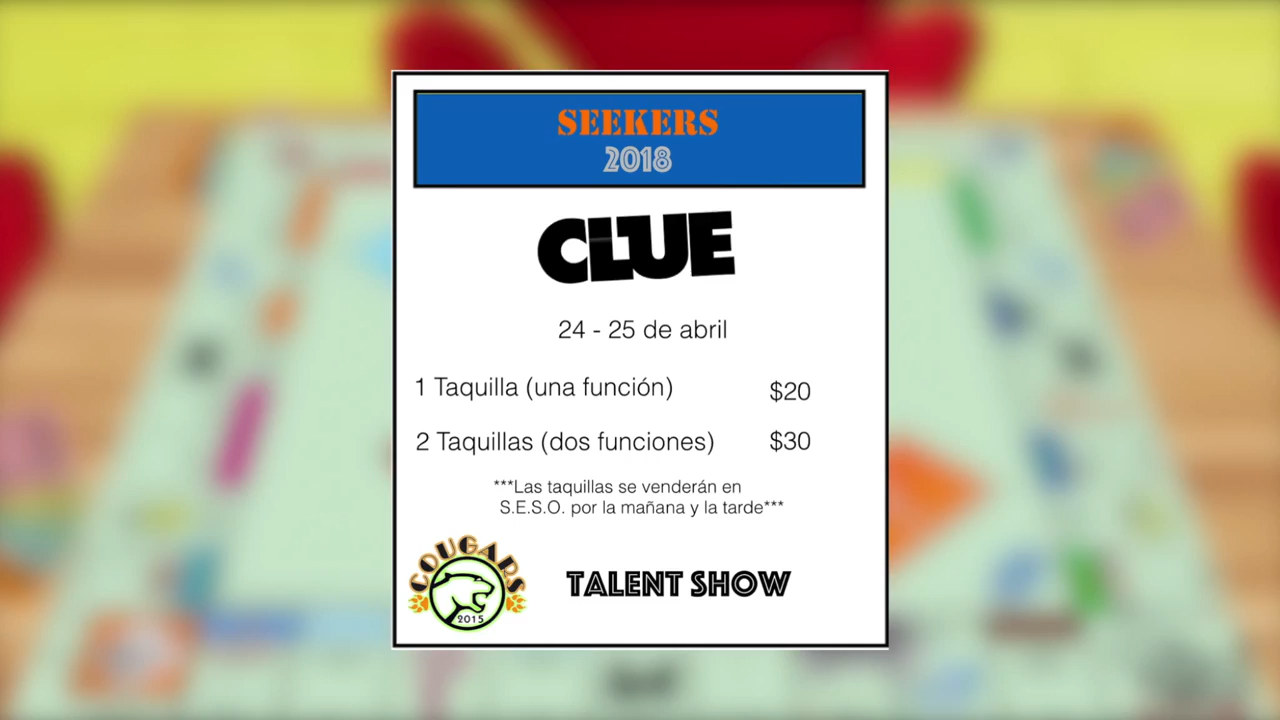 SEEKERS
2018
CLUE
24 - 25 de abril
1 Taquilla (una función) $20
2 Taquillas (dos funciones) $30
***Las taquillas se venderán en
S.E.S.O. por la mañana y la tarde***
COUGARS
2015
TALENT SHOW